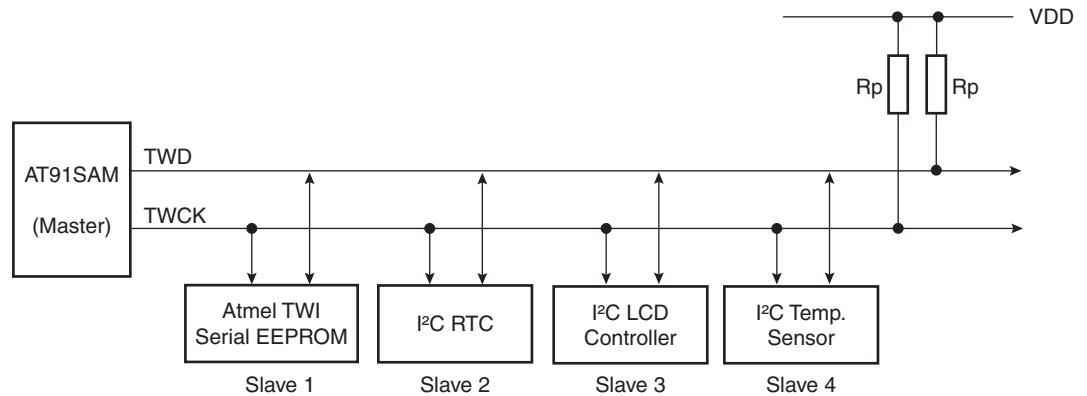 VDD
Rp
Rp
AT91SAM
(Master)
TWD
TWCK
Atmel TWI
Serial EEPROM
I²C RTC
I²C LCD
Controller
I²C Temp.
Sensor
Slave 1
Slave 2
Slave 3
Slave 4